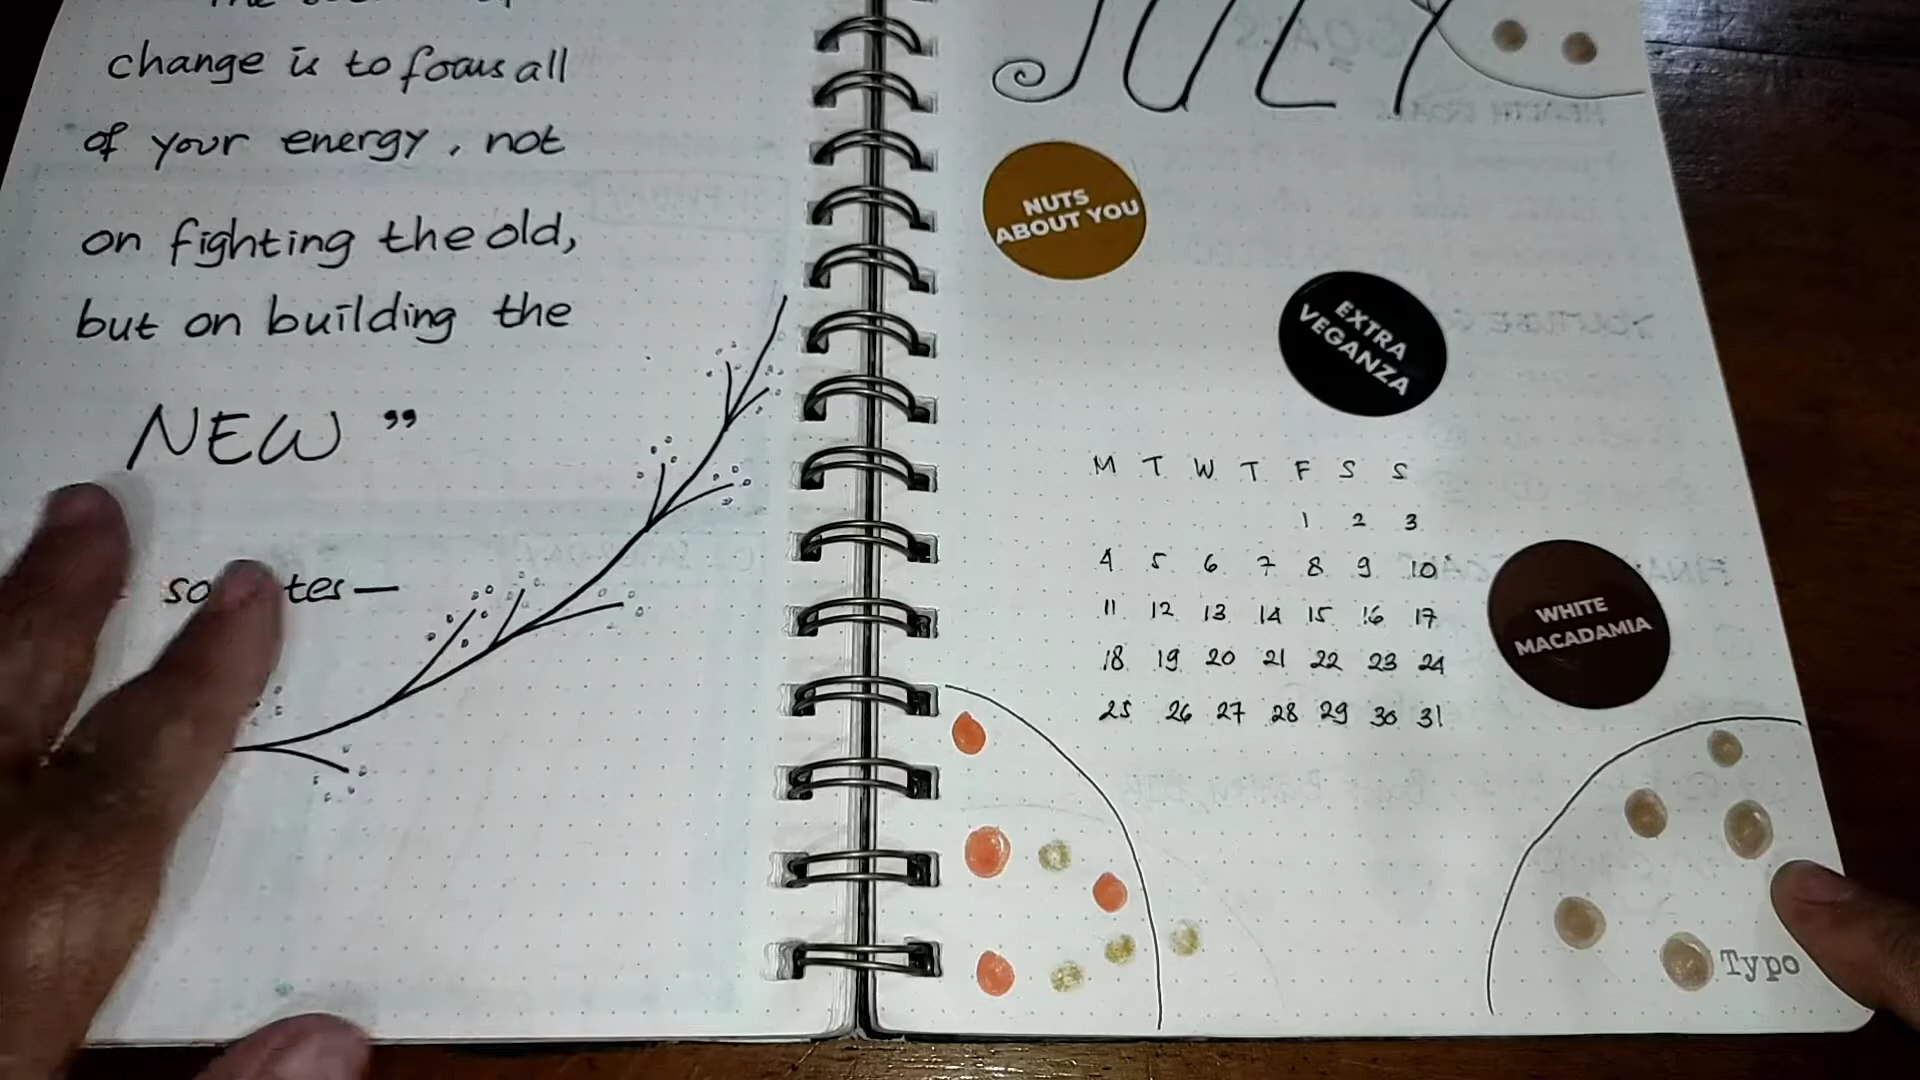 change is to focus all
of your energy, not
on fighting the old,
but on building the
NEW”
JULY
NUTS
ABOUT YOU
EXTRA
VEGANZA
M T W T F S S
1 2 3
4 5 6 7 8 9 10
11 12 13 14 15 16 17
18 19 20 21 22 23 24
25 26 27 28 29 30 31
WHITE
MACADAMIA
Typo